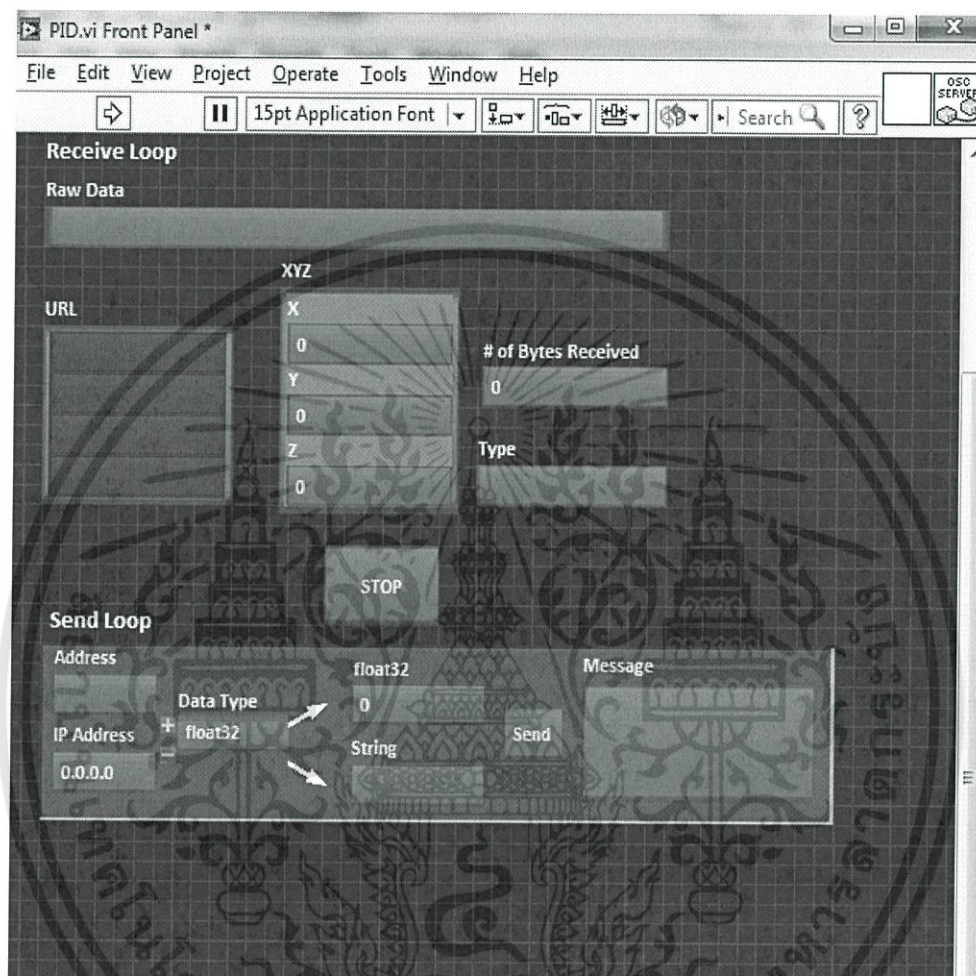 PID.vi Front Panel *
File Edit View Project Operate Tools Window Help
15pt Application Font
Search
?
OSC
SERVER
Receive Loop
Raw Data
XYZ
URL
X
0
Y
0
Z
0
# of Bytes Received
0
Type
STOP
Send Loop
Address
IP Address
0.0.0.0
+
Data Type
float32
float32
0
String
Send
Message